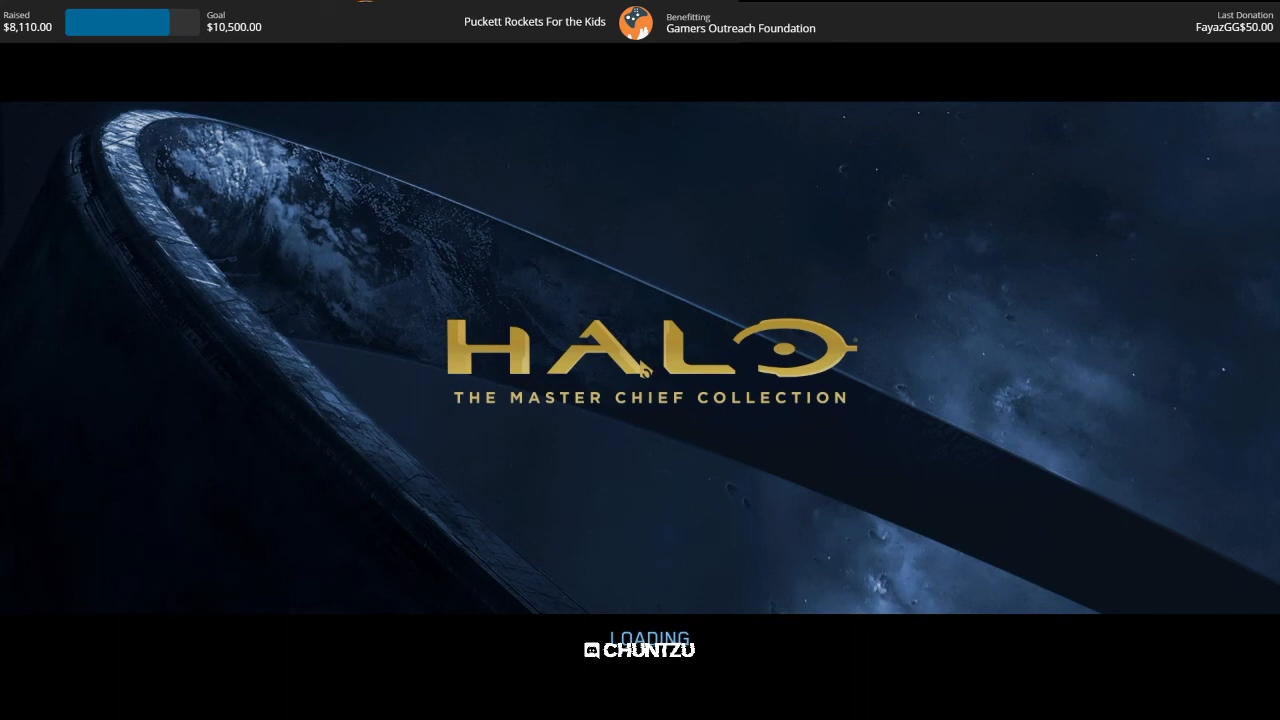 Raised
$8,110.00
Goal
$10,500.00
Puckett Rockets For the Kids
Benefitting
Gamers Outreach Foundation
Last Donation
FayazGG$50.00
HALO
THE MASTER CHIEF COLLECTION
LOADING
CHUNTZU